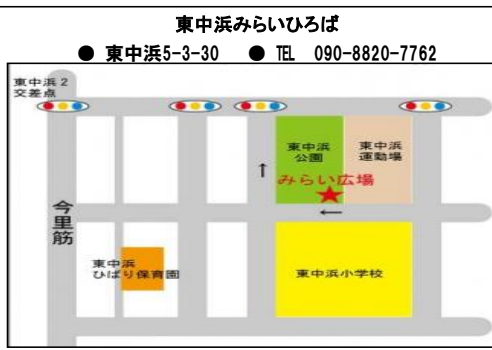 東中浜みらいひろば
● 東中浜5-3-30 ● TEL 090-8820-7762
東中浜2
交差点
東中浜
公園
東中浜
運動場
↑
みらい広場
★
←
今里筋
東中浜
ひばり保育園
東中浜小学校